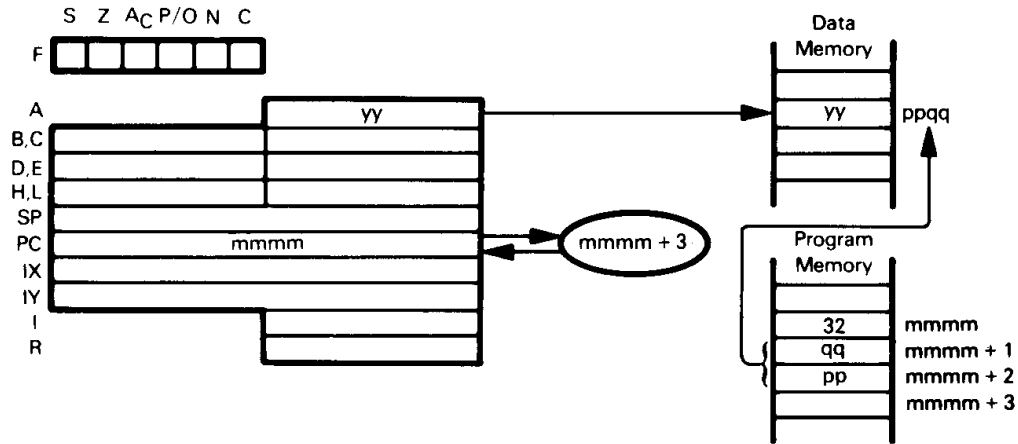 S Z AC P/O N C
F
Data
Memory
A yy yy ppqq
B,C
D,E
H,L
SP
PC mmmm mmmm + 3
Program
Memory
IX
IY
I 32 mmmm
R qq mmmm + 1
pp mmmm + 2
mmmm + 3